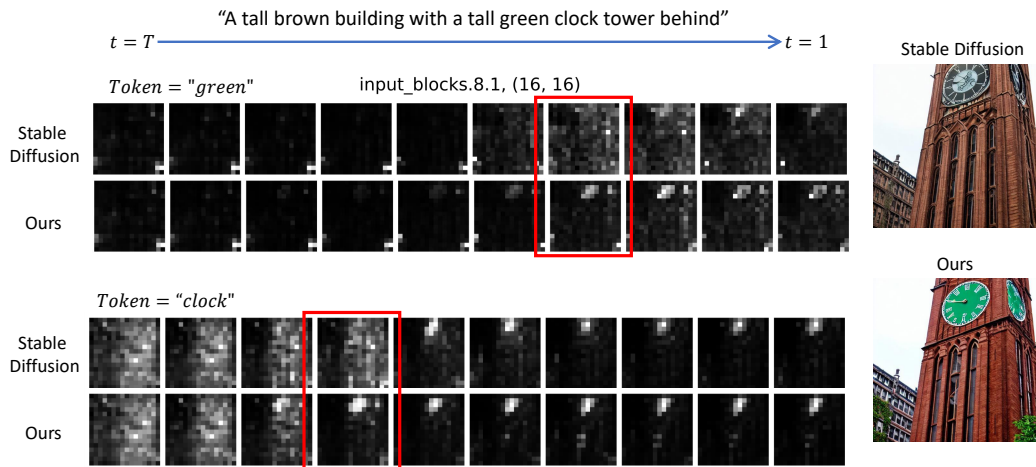 “A tall brown building with a tall green clock tower behind”
t = T
t = 1
Stable Diffusion
Token = "green"
input_blocks.8.1, (16, 16)
Stable
Diffusion
Ours
Ours
Token = “clock"
Stable
Diffusion
Ours